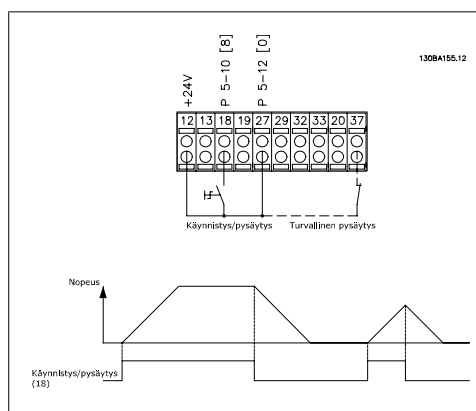 130BA155.12
+24V
P 5-10 [8]
P 5-12 [0]
12 13 18 19 27 29 32 33 20 37
Käynnistys/pysäytys
Turvallinen pysäytys
Nopeus
Käynnistys/pysäytys
(18)